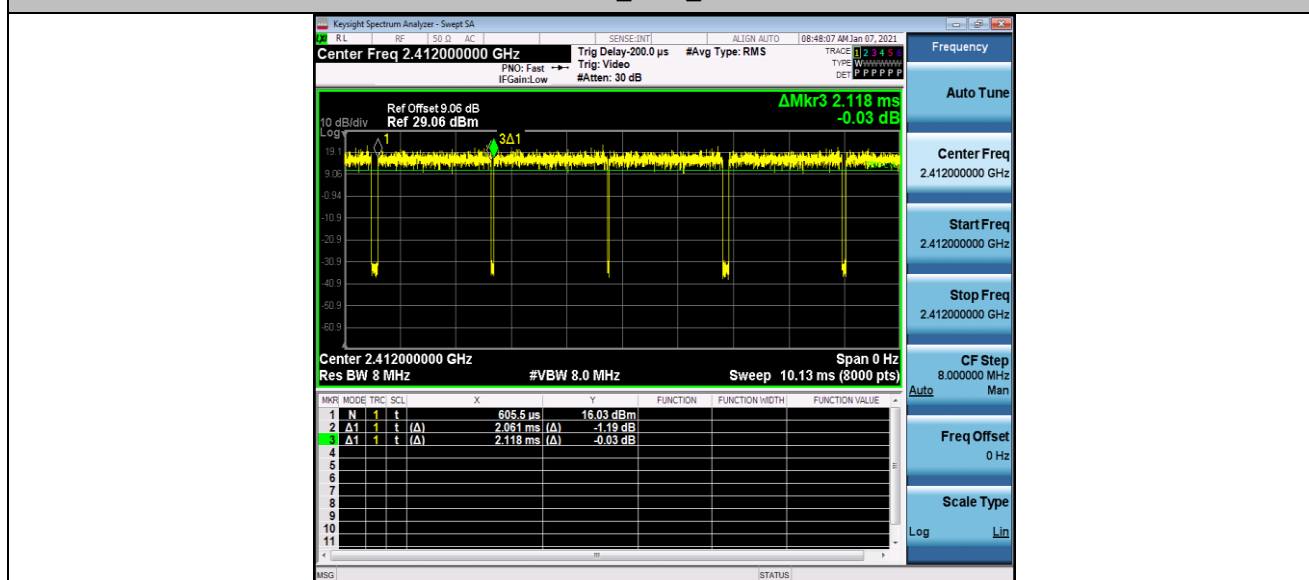 Keysight Spectrum Analyzer - Swept SA
RL RF 50 Ω AC SENSE:INT ALIGN AUTO 08:48:07 AM Jan 07, 2021
Center Freq 2.412000000 GHz
PNO: Fast
IFGain:Low
Trig Delay-200.0 µs
Trig: Video
#Atten: 30 dB
#Avg Type: RMS
TRACE 1 2 3 4 5 6
TYPE WWWWWW
DET P P P P P P
Ref Offset 9.06 dB
10 dB/div Ref 29.06 dBm
ΔMkr3 2.118 ms
-0.03 dB
Log
1
3Δ1
19.1
9.06
-0.94
-10.9
-20.9
-30.9
-40.9
-50.9
-60.9
Center 2.412000000 GHz Span 0 Hz
Res BW 8 MHz #VBW 8.0 MHz Sweep 10.13 ms (8000 pts)
MKR MODE TRC SCL X Y FUNCTION FUNCTION WIDTH FUNCTION VALUE
1 N 1 t 605.5 µs 16.03 dBm
2 Δ1 1 t (Δ) 2.061 ms (Δ) -1.19 dB
3 Δ1 1 t (Δ) 2.118 ms (Δ) -0.03 dB
4
5
6
7
8
9
10
11
MSG STATUS
Frequency
Auto Tune
Center Freq
2.412000000 GHz
Start Freq
2.412000000 GHz
Stop Freq
2.412000000 GHz
CF Step
8.000000 MHz
Auto Man
Freq Offset
0 Hz
Scale Type
Log Lin